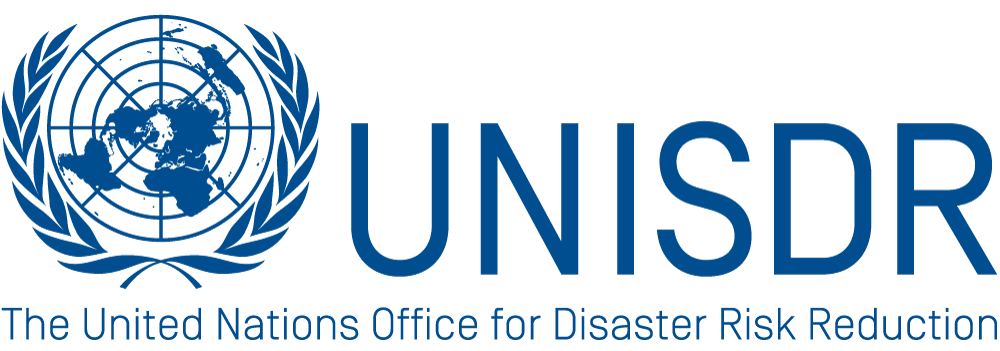 UNISDR
The United Nations Office for Disaster Risk Reduction